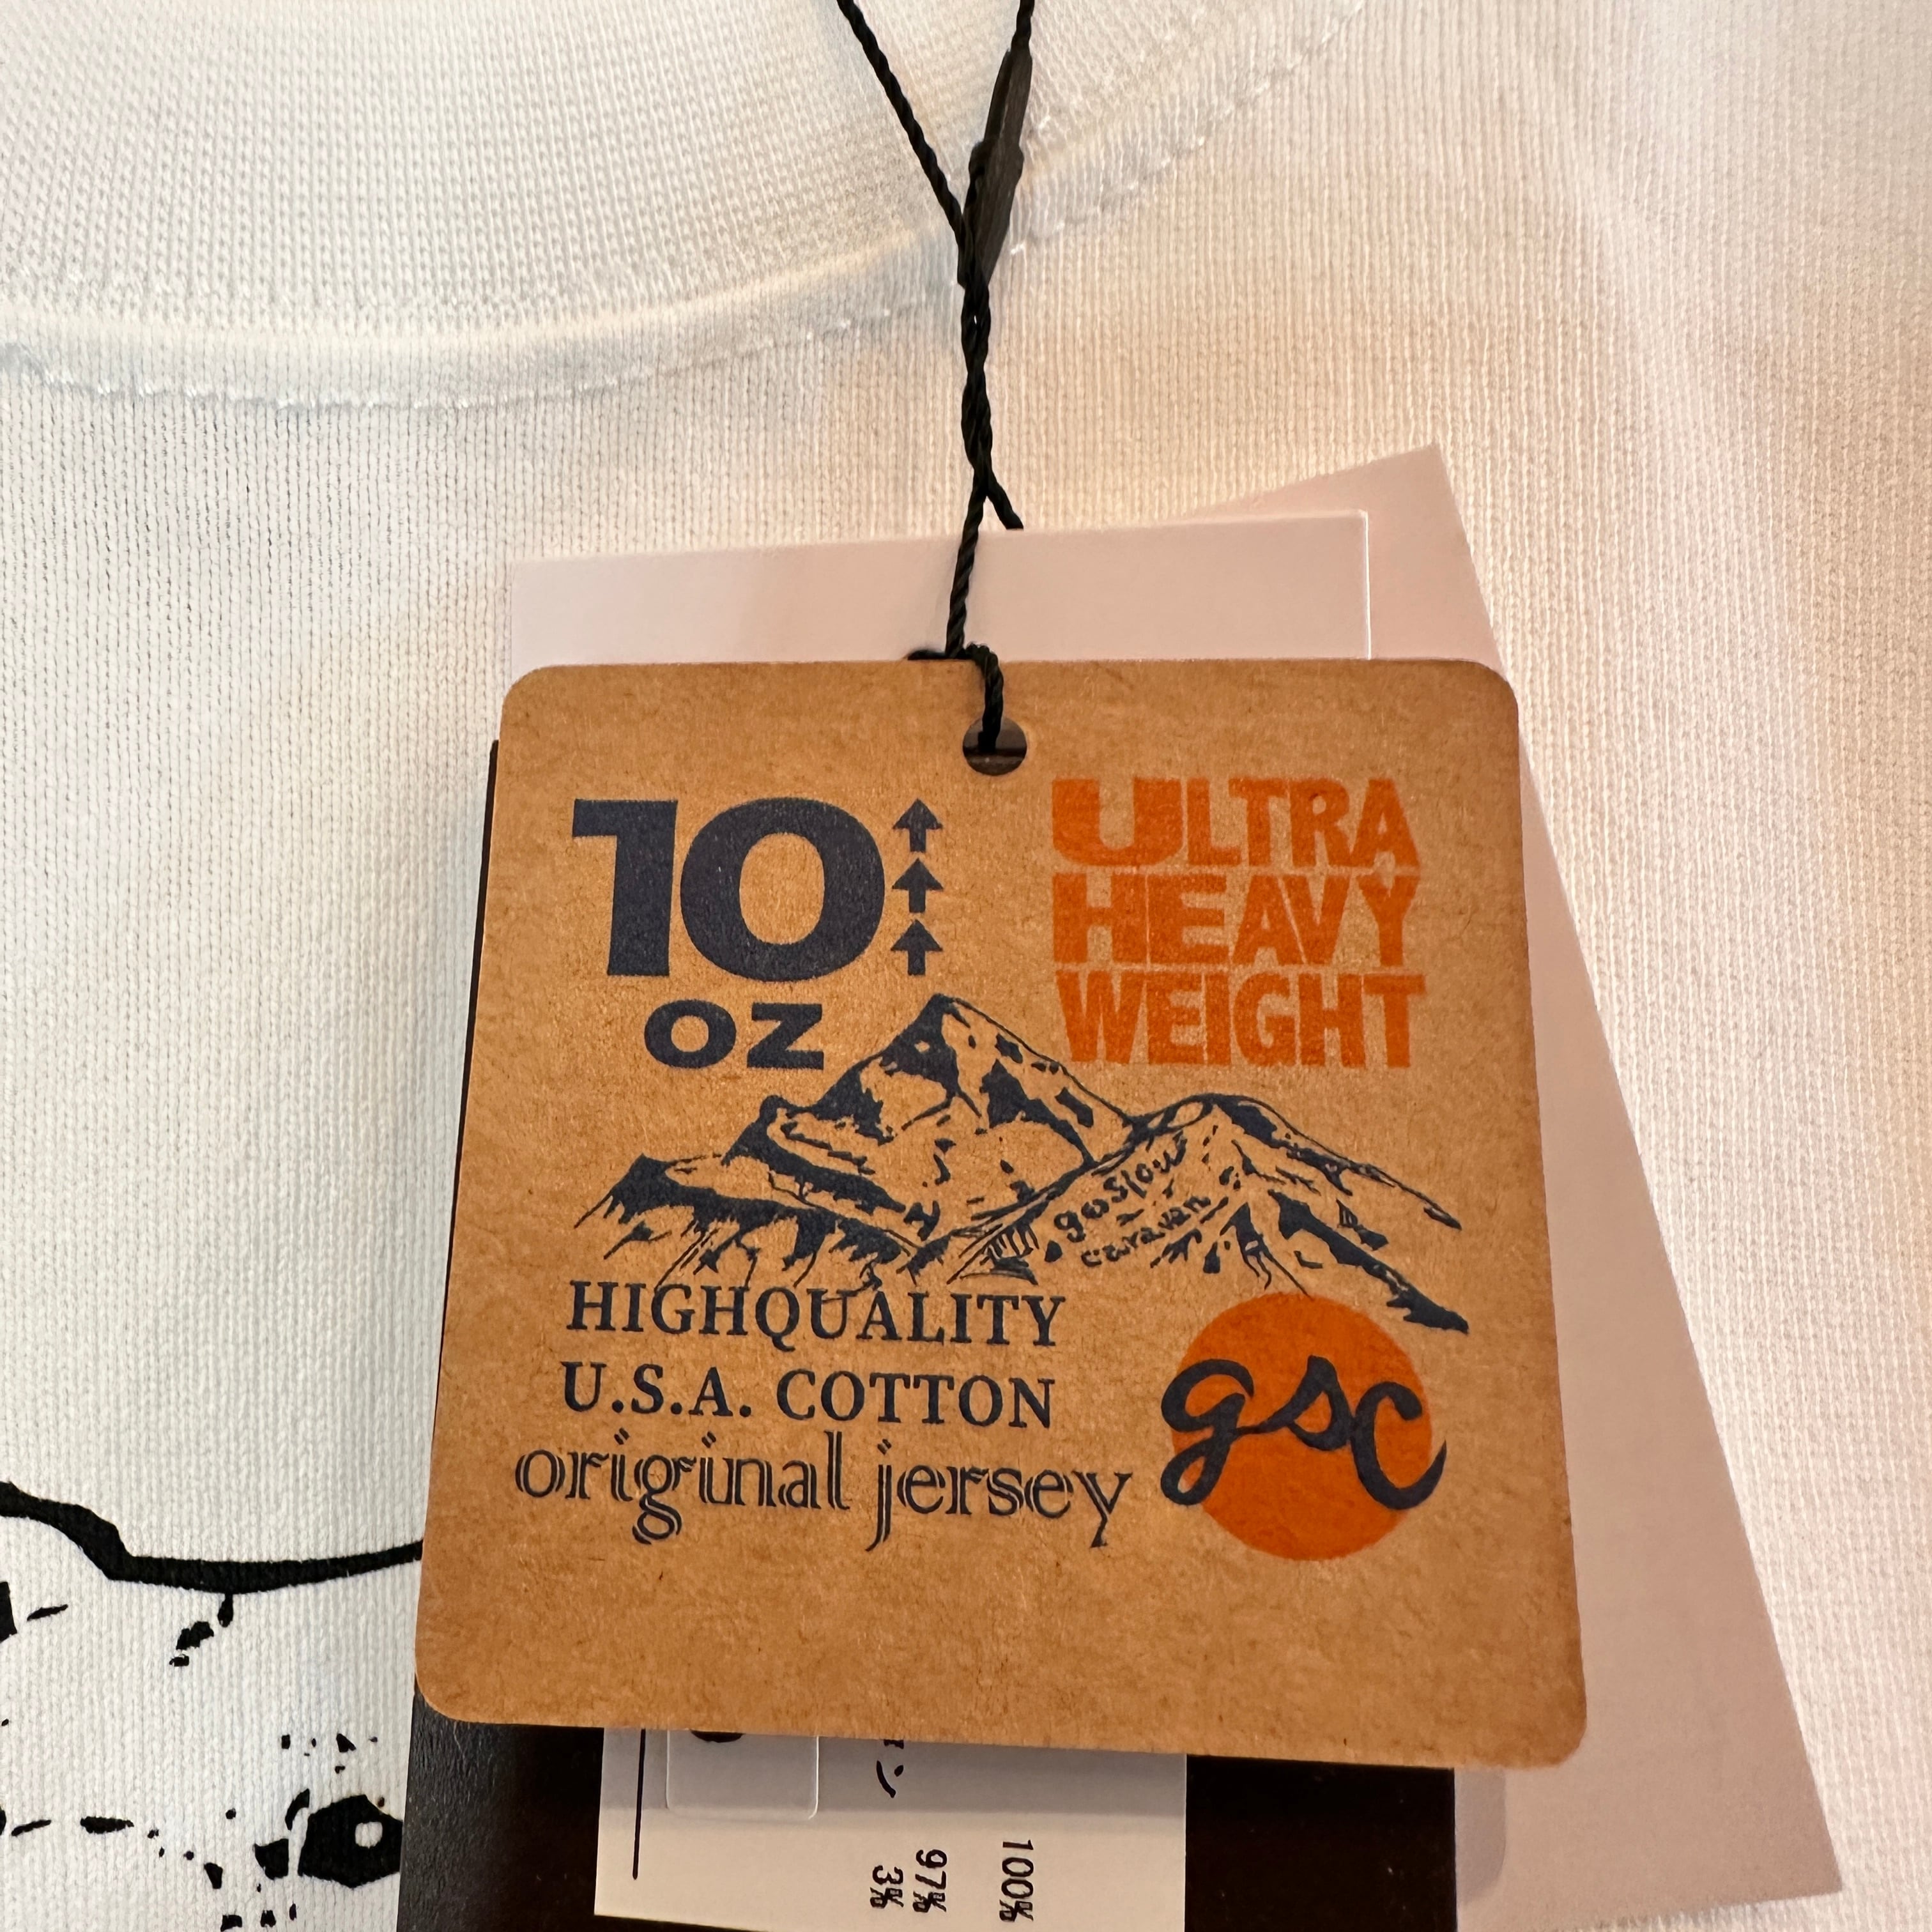 10
OZ
ULTRA
HEAVY
WEIGHT
goslow
caravan
HIGHQUALITY
U.S.A. COTTON
original jersey
gsc
100%
97%
3%